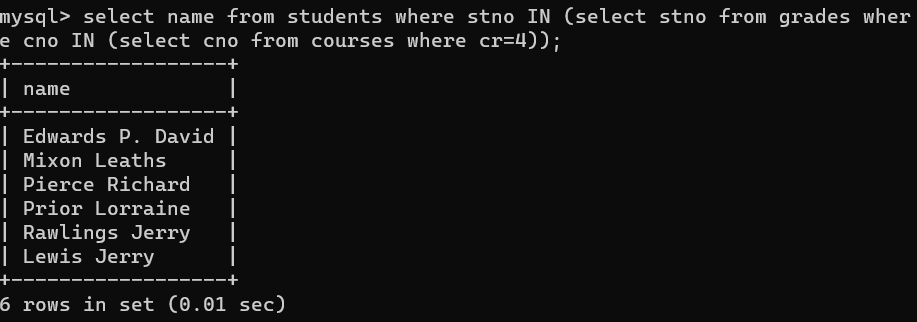 mysql> select name from students where stno IN (select stno from grades wher
e cno IN (select cno from courses where cr=4));
+------------------+
| name             |
+------------------+
| Edwards P. David |
| Mixon Leaths     |
| Pierce Richard   |
| Prior Lorraine   |
| Rawlings Jerry   |
| Lewis Jerry      |
+------------------+
6 rows in set (0.01 sec)